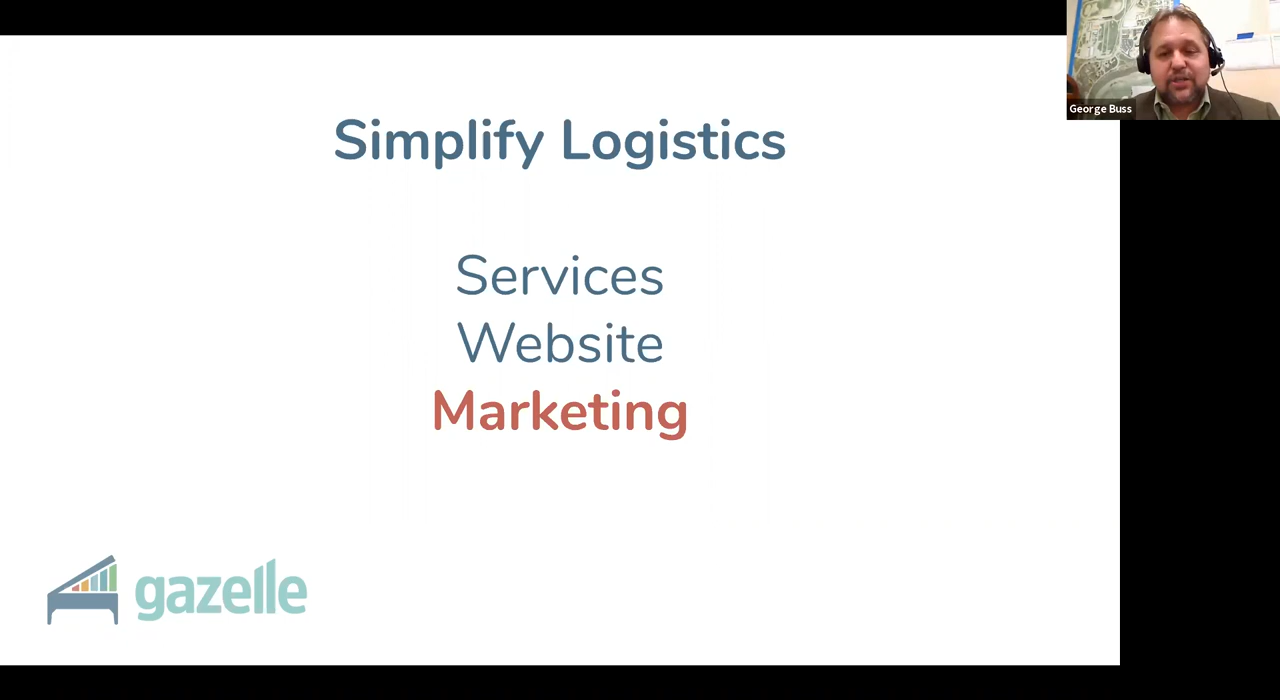 Simplify Logistics
Services
Website
Marketing
gazelle
George Buss